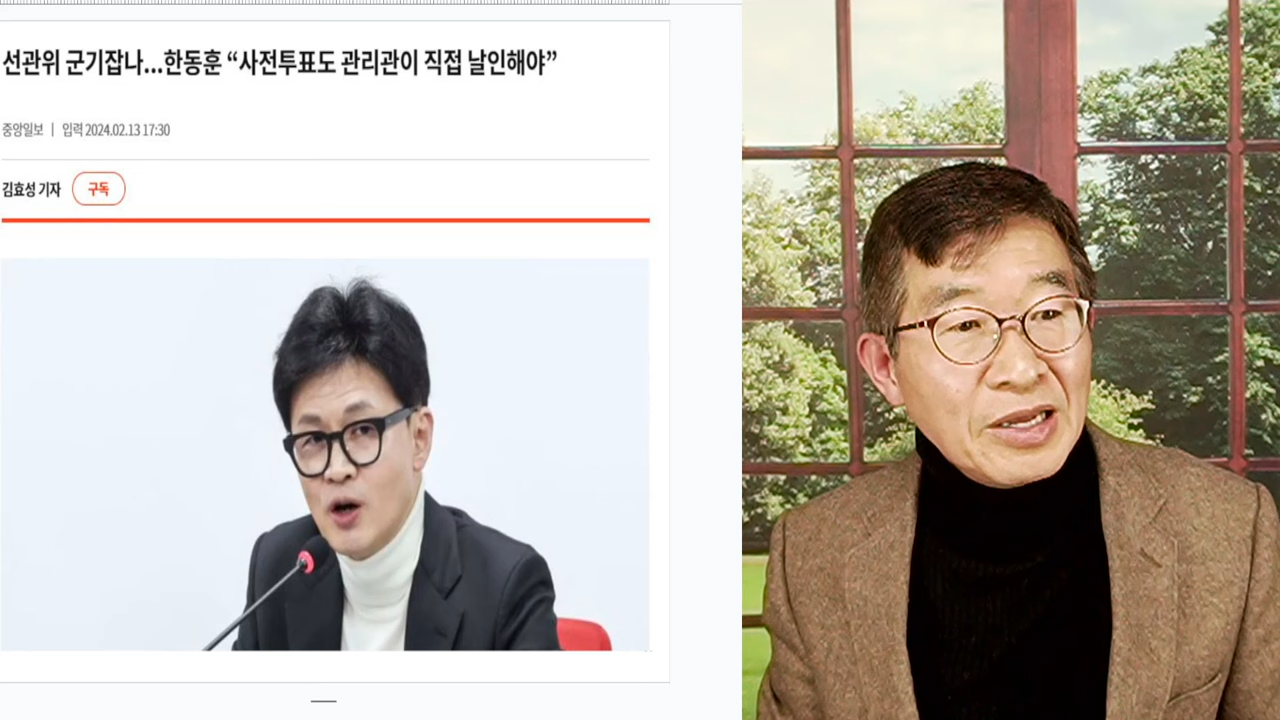 선관위 군기잡나...한동훈 “사전투표도 관리관이 직접 날인해야”
중앙일보 | 입력 2024.02.13 17:30
김효성 기자 구독